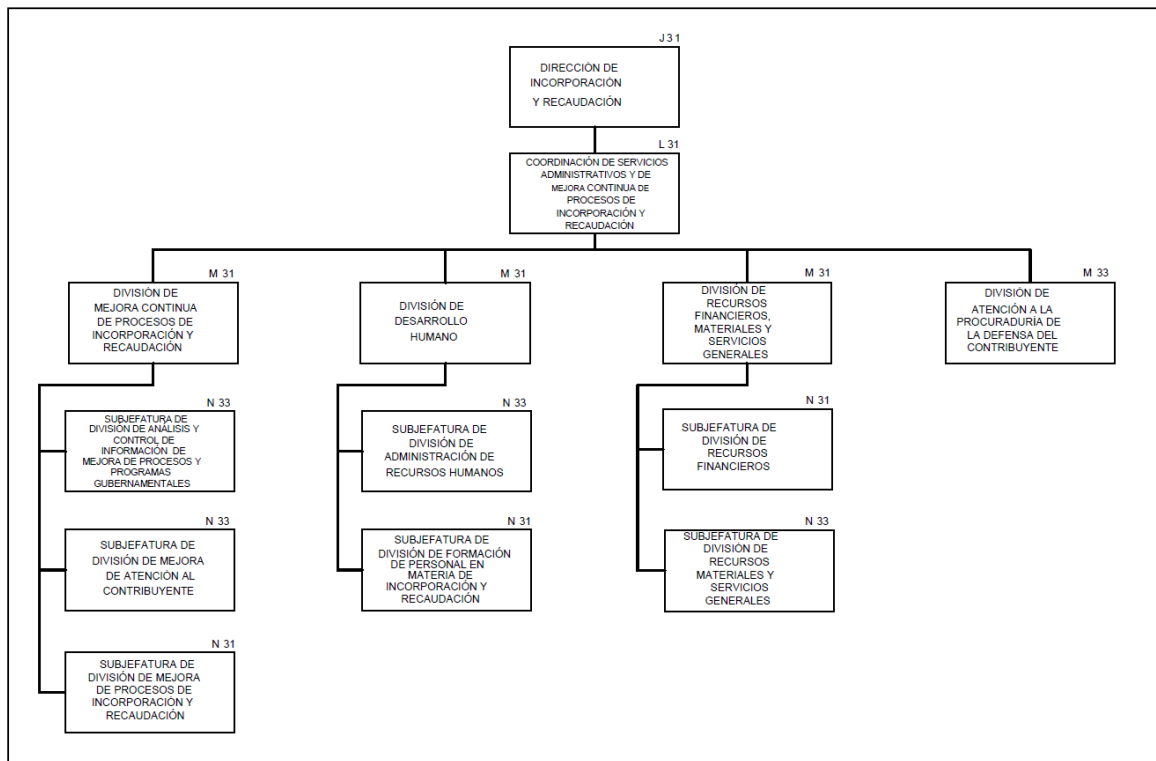 J 3 1
DIRECCIÓN DE
INCORPORACIÓN
Y RECAUDACIÓN
L 31
COORDINACIÓN DE SERVICIOS
ADMINISTRATIVOS Y DE
MEJORA CONTINUA DE
PROCESOS DE
INCORPORACIÓN Y
RECAUDACIÓN
M 31
DIVISIÓN DE
MEJORA CONTINUA
DE PROCESOS DE
INCORPORACIÓN Y
RECAUDACIÓN
M 31
DIVISIÓN DE
DESARROLLO
HUMANO
M 31
DIVISIÓN DE
RECURSOS
FINANCIEROS,
MATERIALES Y
SERVICIOS
GENERALES
M 33
DIVISIÓN DE
ATENCIÓN A LA
PROCURADURÍA DE
LA DEFENSA DEL
CONTRIBUYENTE
N 33
SUBJEFATURA DE
DIVISIÓN DE ANÁLISIS Y
CONTROL DE
INFORMACIÓN DE
MEJORA DE PROCESOS Y
PROGRAMAS
GUBERNAMENTALES
N 33
SUBJEFATURA DE
DIVISIÓN DE
ADMINISTRACIÓN DE
RECURSOS HUMANOS
N 31
SUBJEFATURA DE
DIVISIÓN DE
RECURSOS
FINANCIEROS
N 33
SUBJEFATURA DE
DIVISIÓN DE MEJORA
DE ATENCIÓN AL
CONTRIBUYENTE
N 31
SUBJEFATURA DE
DIVISIÓN DE FORMACIÓN
DE PERSONAL EN
MATERIA DE
INCORPORACIÓN Y
RECAUDACIÓN
N 33
SUBJEFATURA DE
DIVISIÓN DE
RECURSOS
MATERIALES Y
SERVICIOS
GENERALES
N 31
SUBJEFATURA DE
DIVISIÓN DE MEJORA
DE PROCESOS DE
INCORPORACIÓN Y
RECAUDACIÓN